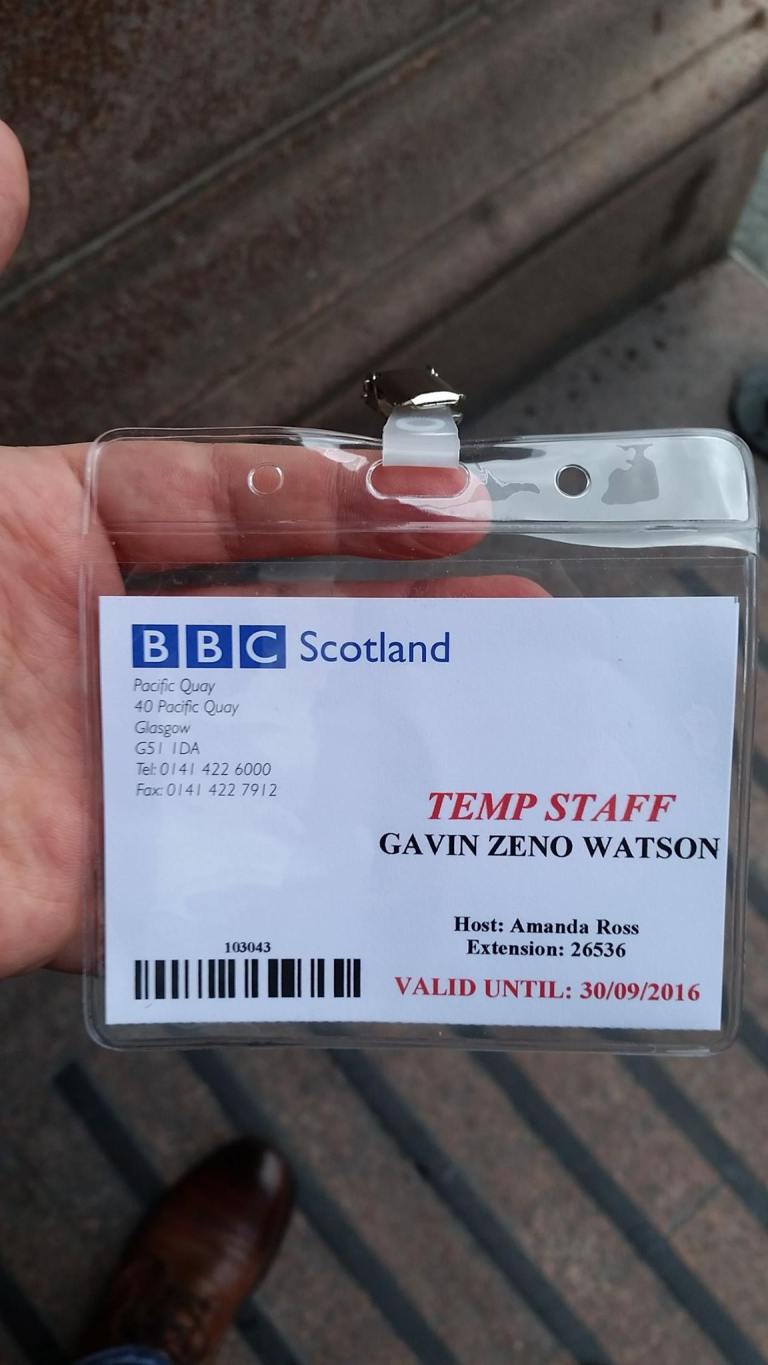 BBC Scotland
Pacific Quay
40 Pacific Quay
Glasgow
G51 1DA
Tel: 0141 422 6000
Fax: 0141 422 7912
TEMP STAFF
GAVIN ZENO WATSON
Host: Amanda Ross
Extension: 26536
103043
VALID UNTIL: 30/09/2016